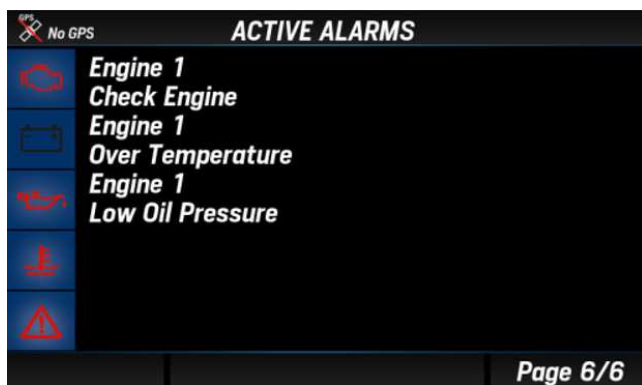 GPS
No GPS
ACTIVE ALARMS
Engine 1
Check Engine
Engine 1
Over Temperature
Engine 1
Low Oil Pressure
Page 6/6